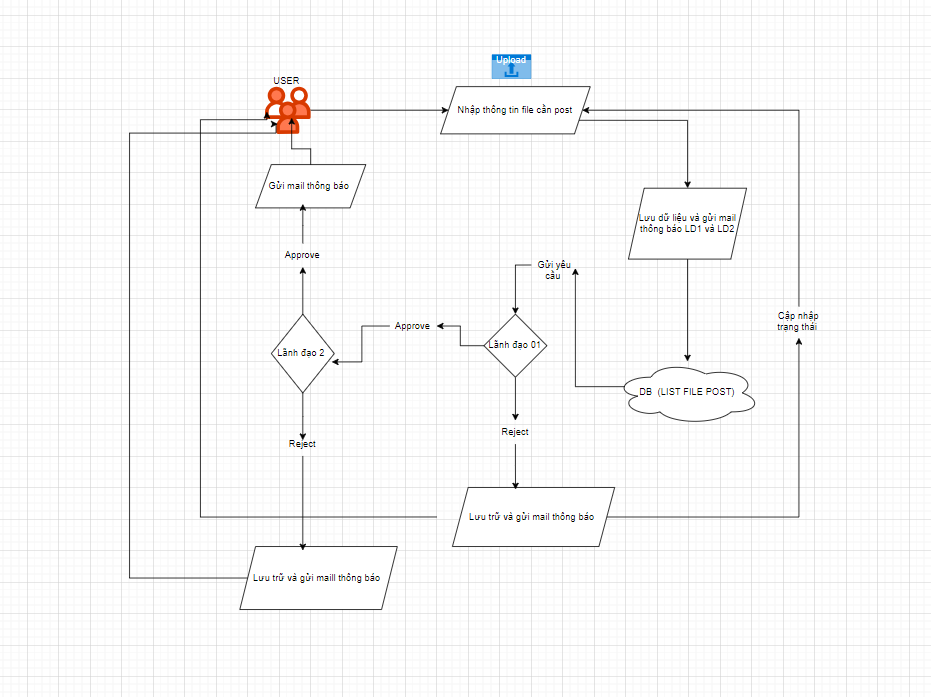 Upload
USER
Nhập thông tin file cần post
Gửi mail thông báo
Lưu dữ liệu và gửi mail
thông báo LD1 và LD2
Approve
Gửi yêu
cầu
Cập nhập
trạng thái
Approve
Lãnh đạo 01
Lãnh đạo 2
DB (LIST FILE POST)
Reject
Reject
Lưu trữ và gửi mail thông báo
Lưu trữ và gửi maill thông báo